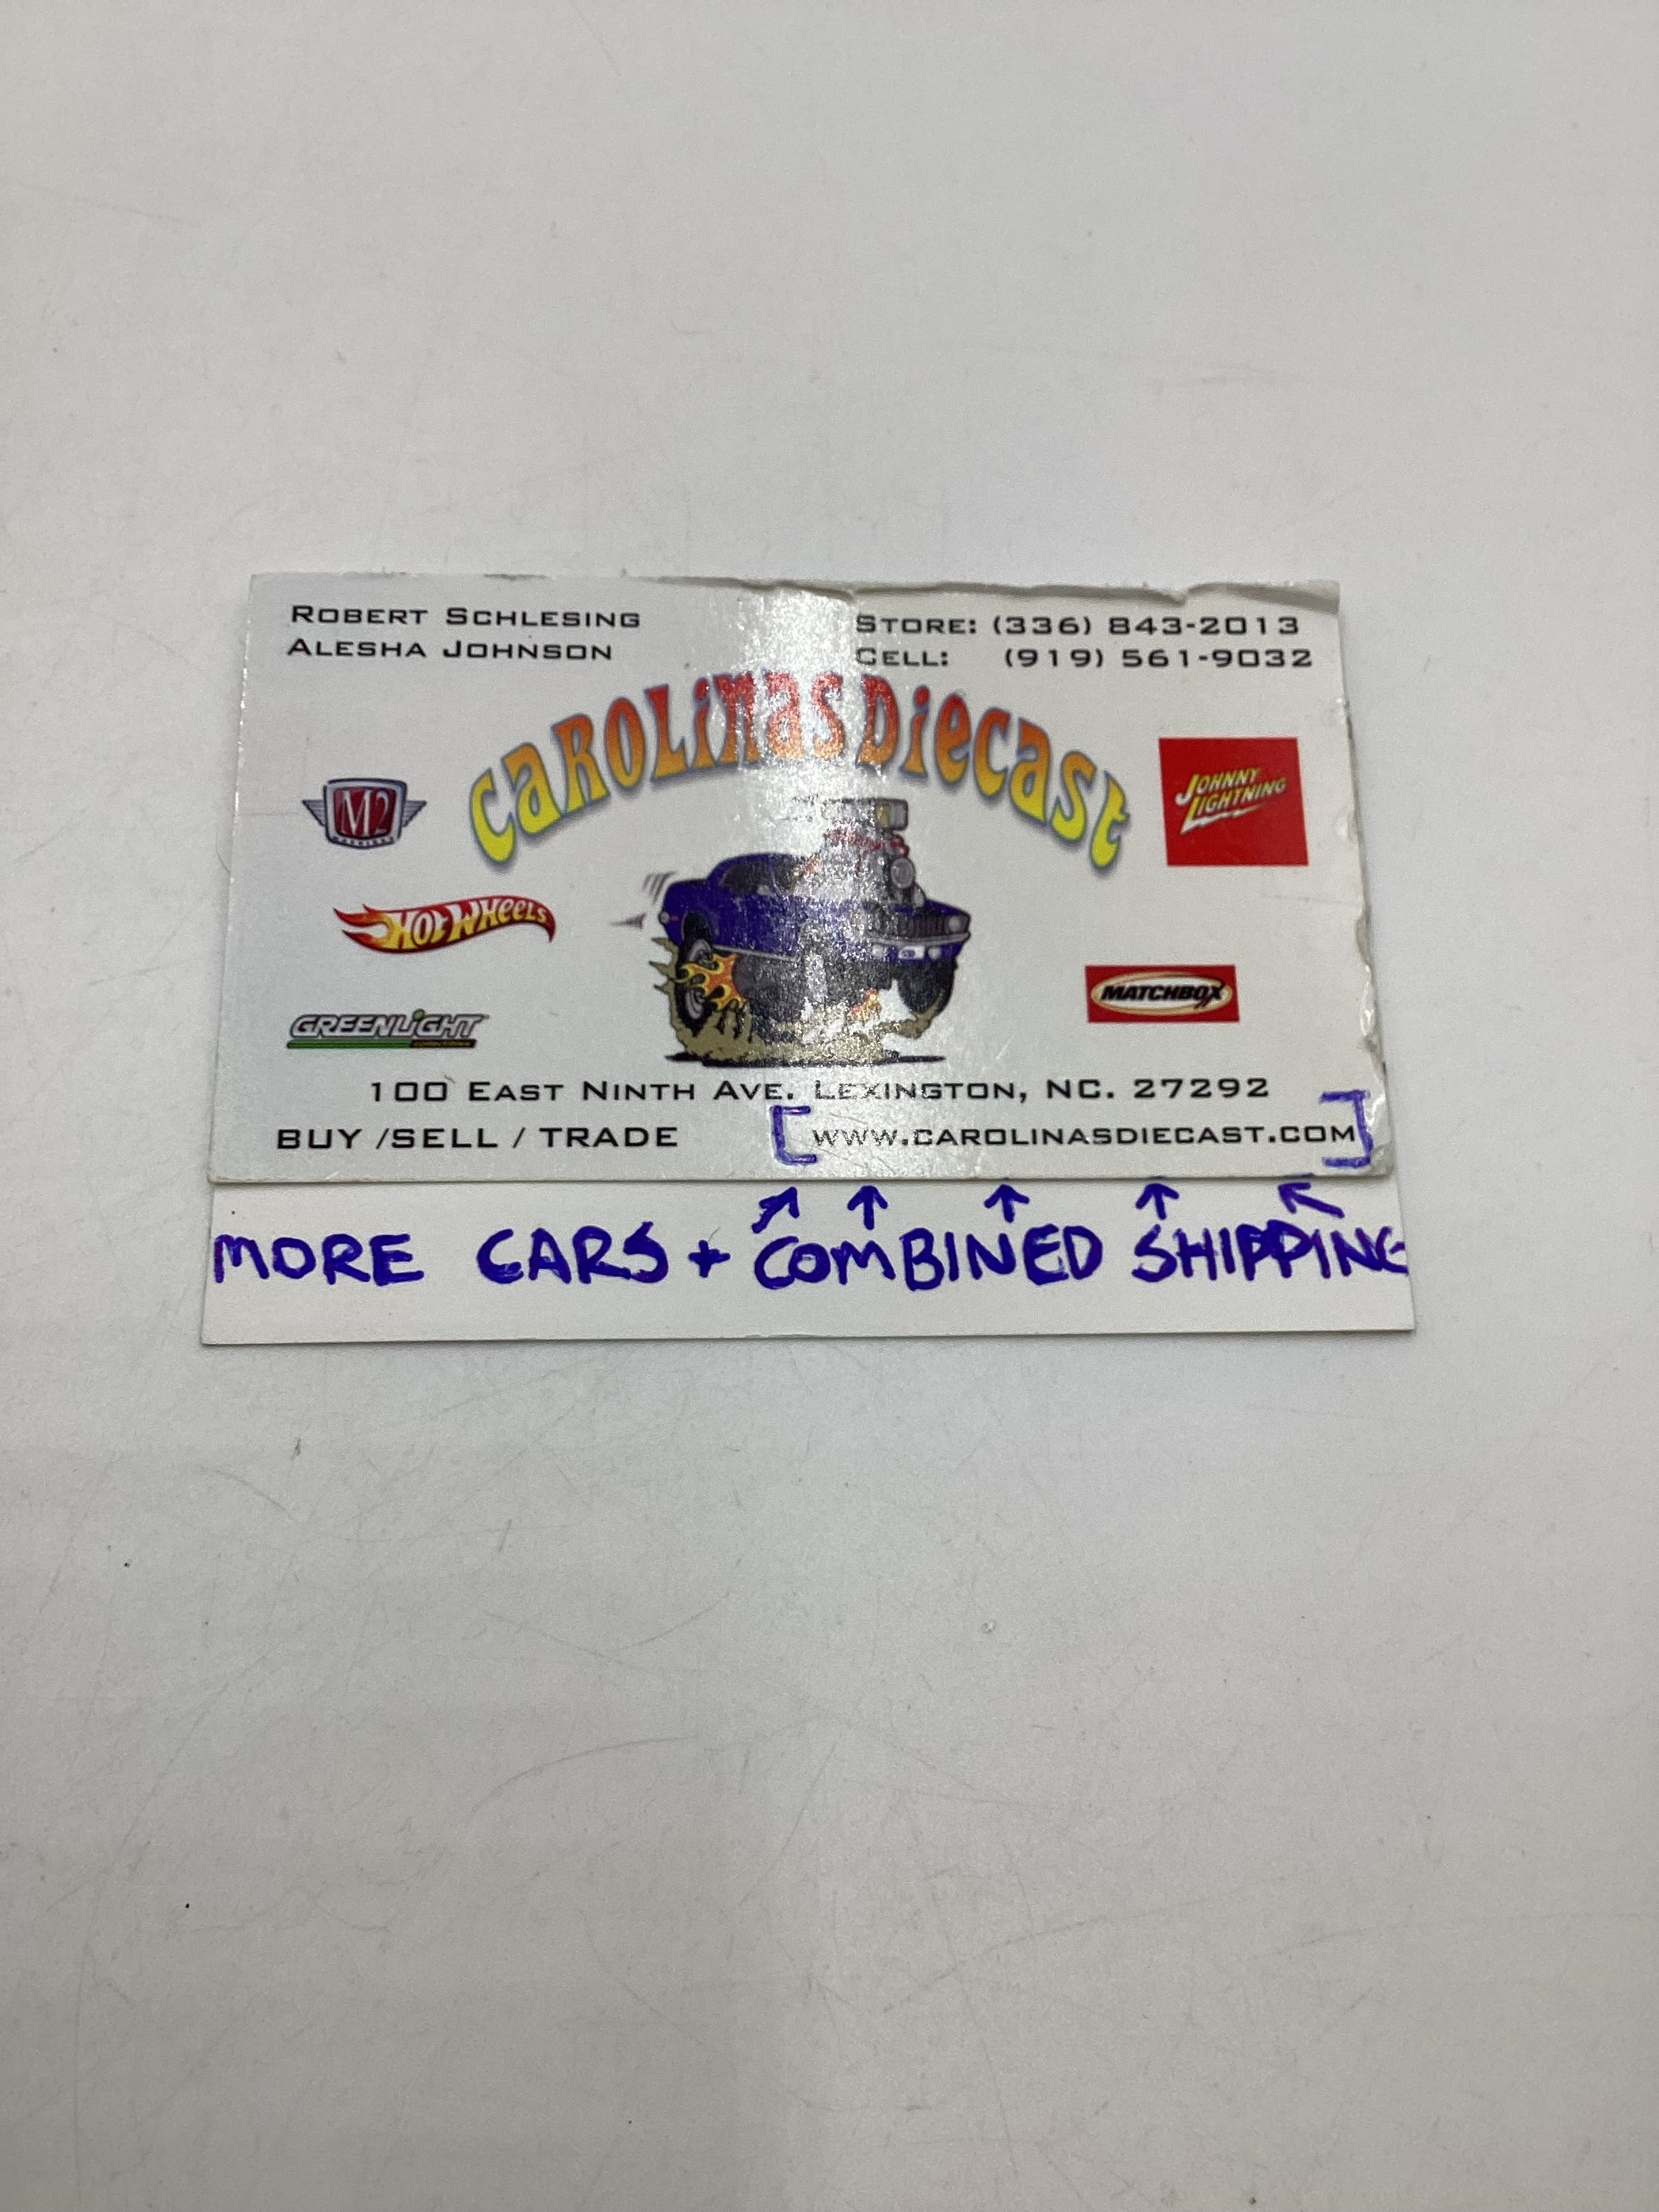 ROBERT SCHLESING
ALESHA JOHNSON
STORE: (336) 843-2013
CELL: (919) 561-9032
CAROLINAS DIECAST
M2
JOHNNY
LIGHTNING
HOT WHEELS
MATCHBOX
GREENLIGHT
100 EAST NINTH AVE. LEXINGTON, NC. 27292
BUY /SELL / TRADE [WWW.CAROLINASDIECAST.COM]
MORE CARS + COMBINED SHIPPING